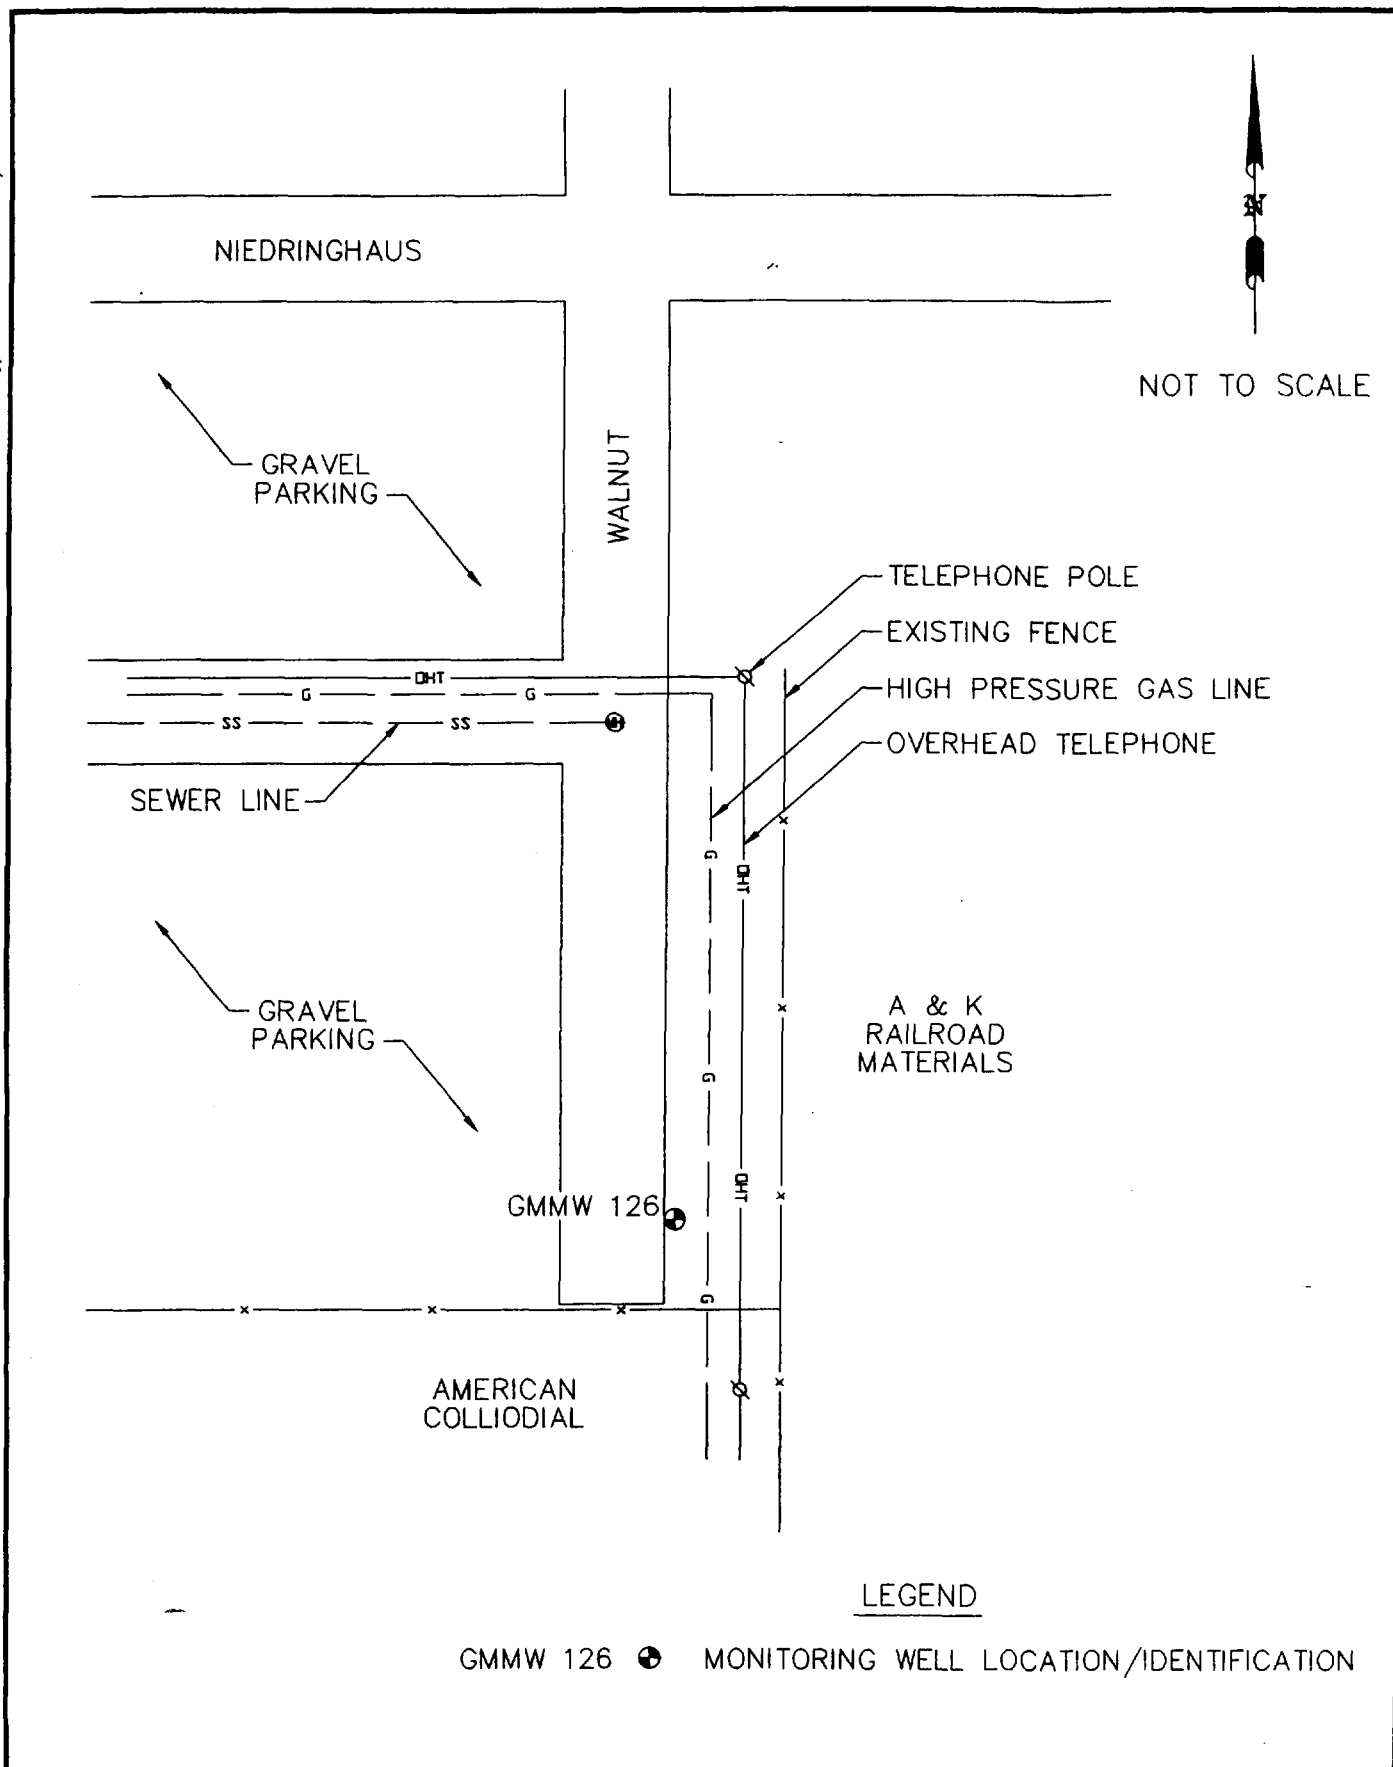 N
NOT TO SCALE
NIEDRINGHAUS
GRAVEL
PARKING
WALNUT
TELEPHONE POLE
EXISTING FENCE
HIGH PRESSURE GAS LINE
OVERHEAD TELEPHONE
OHT
G
G
SS
SS
MH
SEWER LINE
G
OHT
GRAVEL
PARKING
A & K
RAILROAD
MATERIALS
G
OHT
GMMW 126
G
AMERICAN
COLLIODIAL
LEGEND
GMMW 126 MONITORING WELL LOCATION/IDENTIFICATION